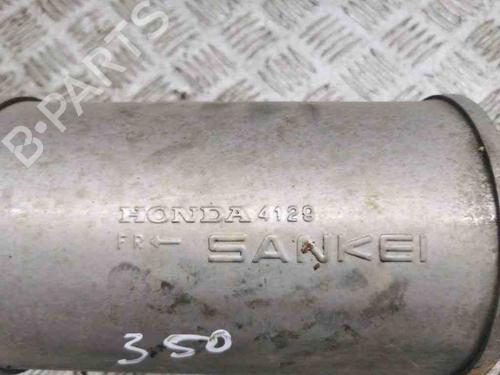 B-PARTS
HONDA 4129
FR← SANKEI
350